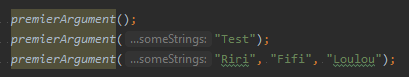 premierArgument();
premierArgument( ...someStrings: "Test");
premierArgument( ...someStrings: "Riri", "Fifi", "Loulou");